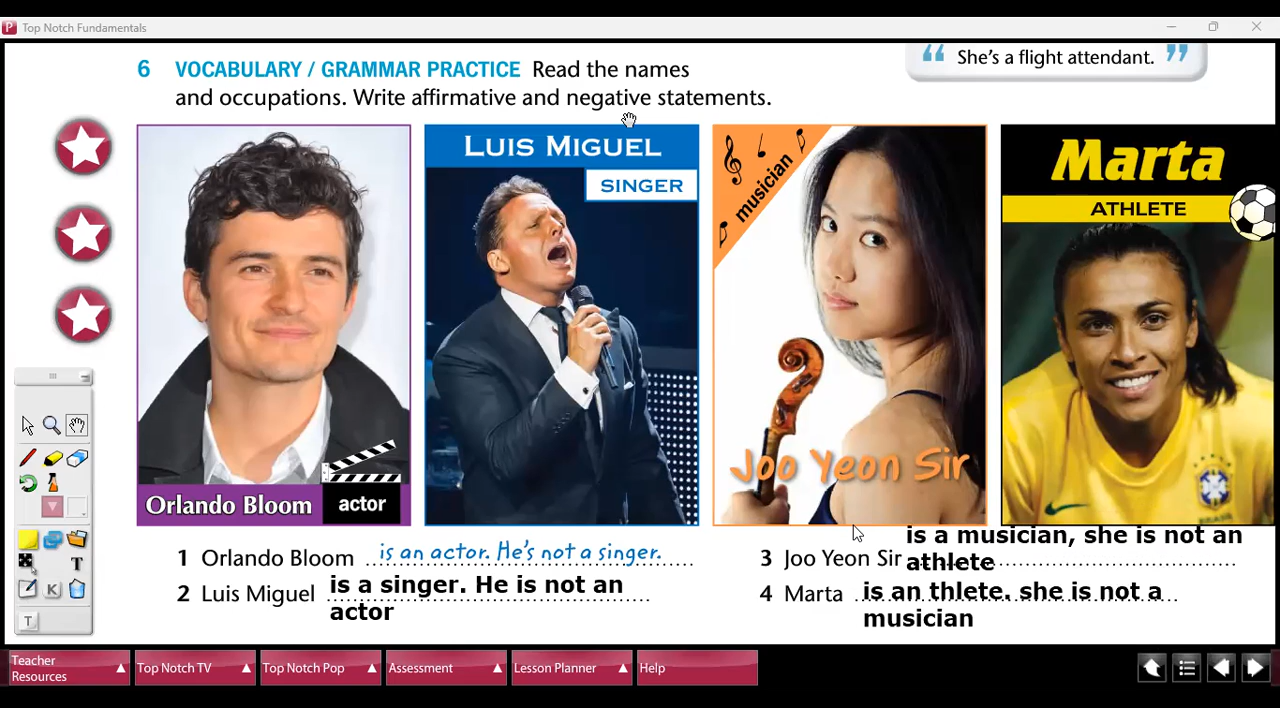 Top Notch Fundamentals
6 VOCABULARY / GRAMMAR PRACTICE Read the names
and occupations. Write affirmative and negative statements.
“ She's a flight attendant. ”
Orlando Bloom actor
LUIS MIGUEL
SINGER
musician
Joo Yeon Sir
Marta
ATHLETE
BRASIL
1 Orlando Bloom is an actor. He's not a singer.
2 Luis Miguel is a singer. He is not an
actor
3 Joo Yeon Sir is a musician, she is not an
athlete
4 Marta is an thlete. she is not a
musician
T
K
T
Teacher
Resources
Top Notch TV
Top Notch Pop
Assessment
Lesson Planner
Help